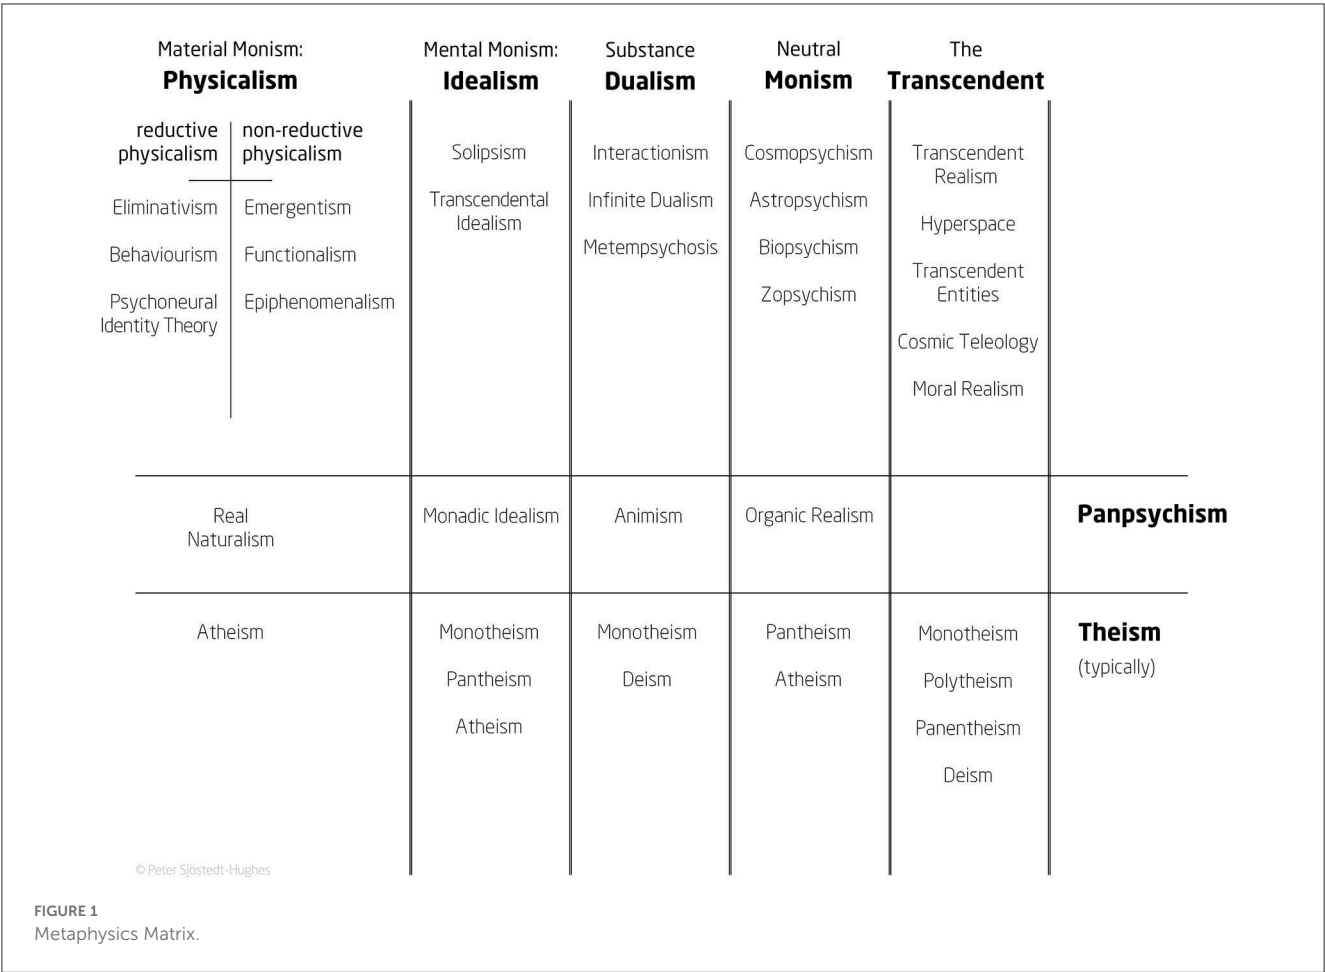 Material Monism:
Physicalism
Mental Monism:
Idealism
Substance
Dualism
Neutral
Monism
The
Transcendent
reductive
physicalism
non-reductive
physicalism
Eliminativism
Behaviourism
Psychoneural
Identity Theory
Emergentism
Functionalism
Epiphenomenalism
Solipsism
Transcendental
Idealism
Interactionism
Infinite Dualism
Metempsychosis
Cosmopsychism
Astropsychism
Biopsychism
Zopsychism
Transcendent
Realism
Hyperspace
Transcendent
Entities
Cosmic Teleology
Moral Realism
Real
Naturalism
Monadic Idealism
Animism
Organic Realism
Panpsychism
Atheism
Monotheism
Pantheism
Atheism
Monotheism
Deism
Pantheism
Atheism
Monotheism
Polytheism
Panentheism
Deism
Theism
(typically)
© Peter Sjöstedt-Hughes
FIGURE 1
Metaphysics Matrix.